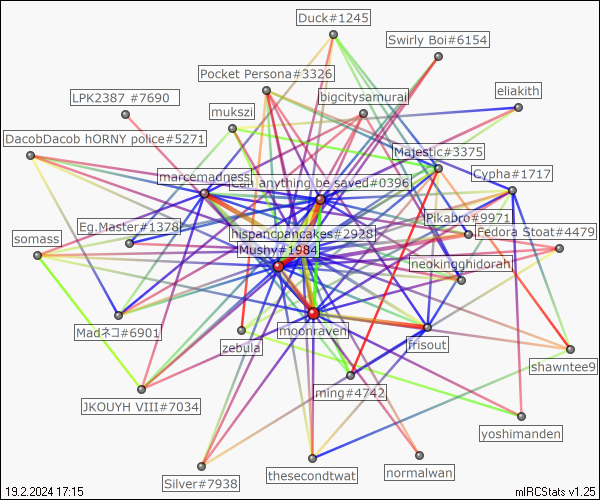 Duck#1245
Swirly Boi#6154
Pocket Persona#3326
LPK2387 #7690
bigcitysamurai
eliakith
mukszi
DacobDacob hORNY police#5271
Majestic#3375
marcemadness
Can anything be saved#0396
Cypha#1717
Pikabro#9971
Eg.Master#1378
hispancpancakes#2928
Fedora Stoat#4479
somass
Mushy#1984
neokingghidorah
Madネコ#6901
moonraven
zebula
frisout
shawntee9
ming#4742
JKOUYH VIII#7034
yoshimanden
thesecondtwat
normalwan
Silver#7938
19.2.2024 17:15
mIRCStats v1.25